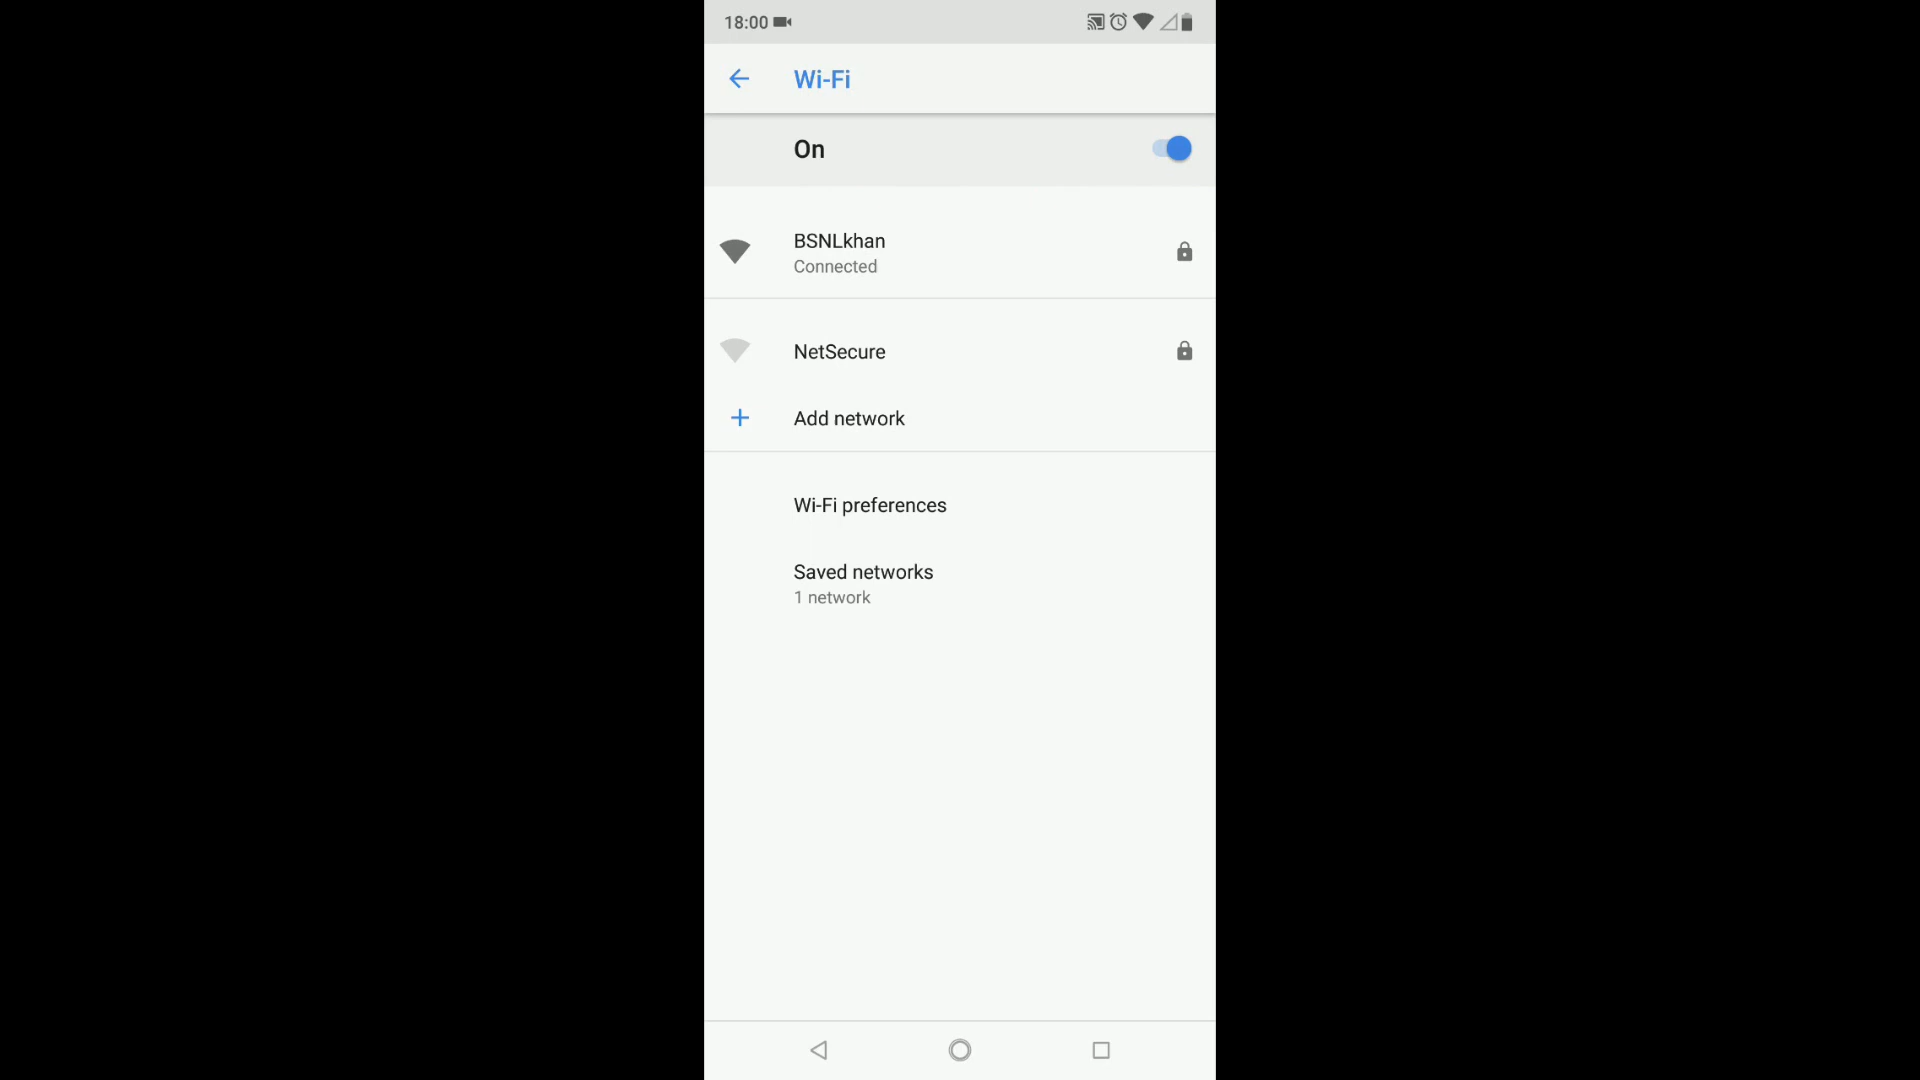 18:00
Wi-Fi
On
BSNLkhan
Connected
NetSecure
Add network
Wi-Fi preferences
Saved networks
1 network